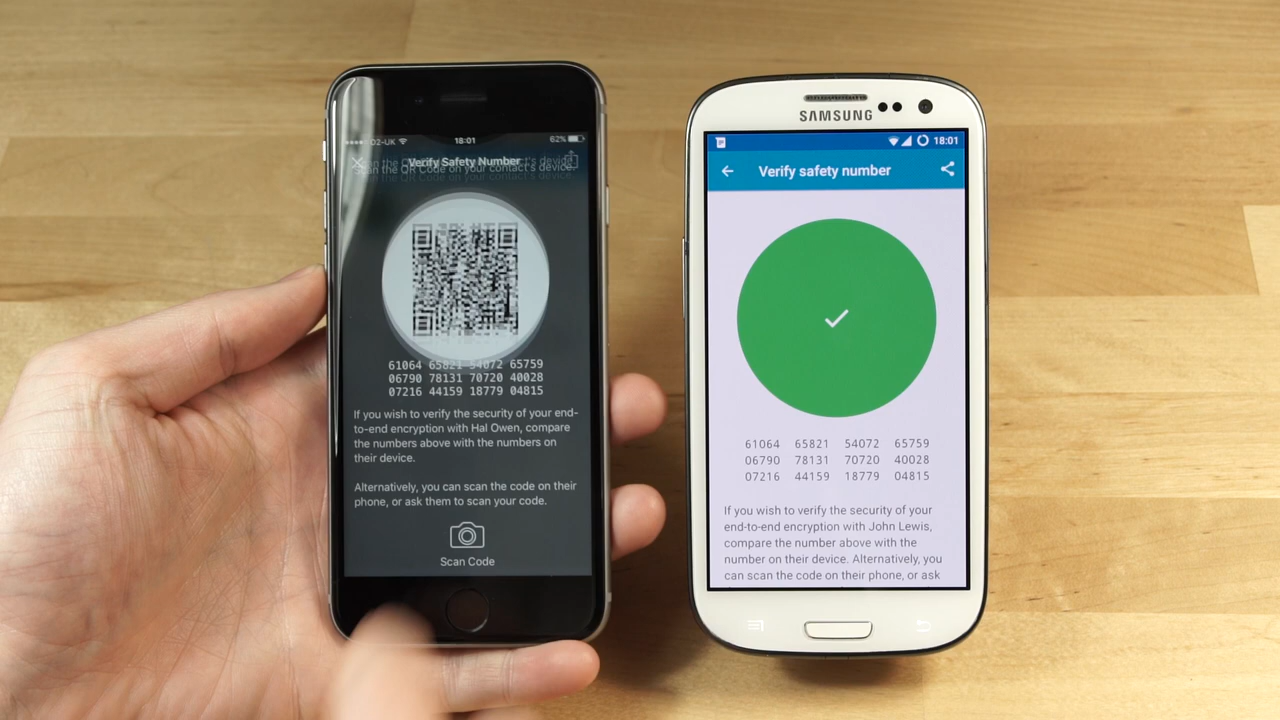 O2-UK 18:01 62%
Verify Safety Number
Scan the QR Code on your contact's device.
61064 65821 54072 65759
06790 78131 70720 40028
07216 44159 18779 04815
If you wish to verify the security of your end-
to-end encryption with Hal Owen, compare
the numbers above with the numbers on
their device.
Alternatively, you can scan the code on their
phone, or ask them to scan your code.
Scan Code
SAMSUNG
18:01
Verify safety number
61064 65821 54072 65759
06790 78131 70720 40028
07216 44159 18779 04815
If you wish to verify the security of your
end-to-end encryption with John Lewis,
compare the number above with the
number on their device. Alternatively, you
can scan the code on their phone, or ask